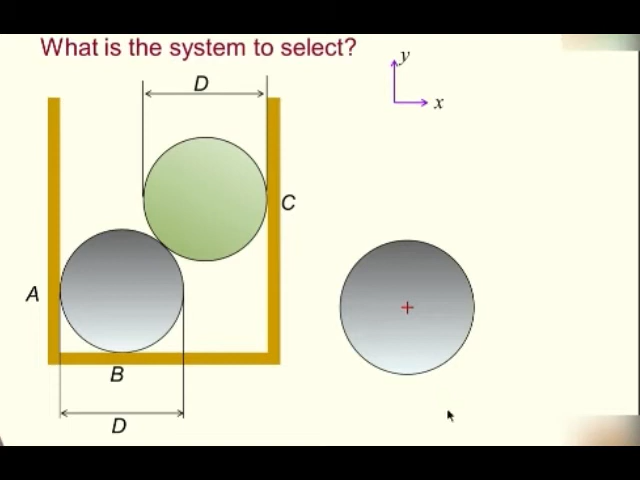 What is the system to select?
y
D
x
C
A
B
D